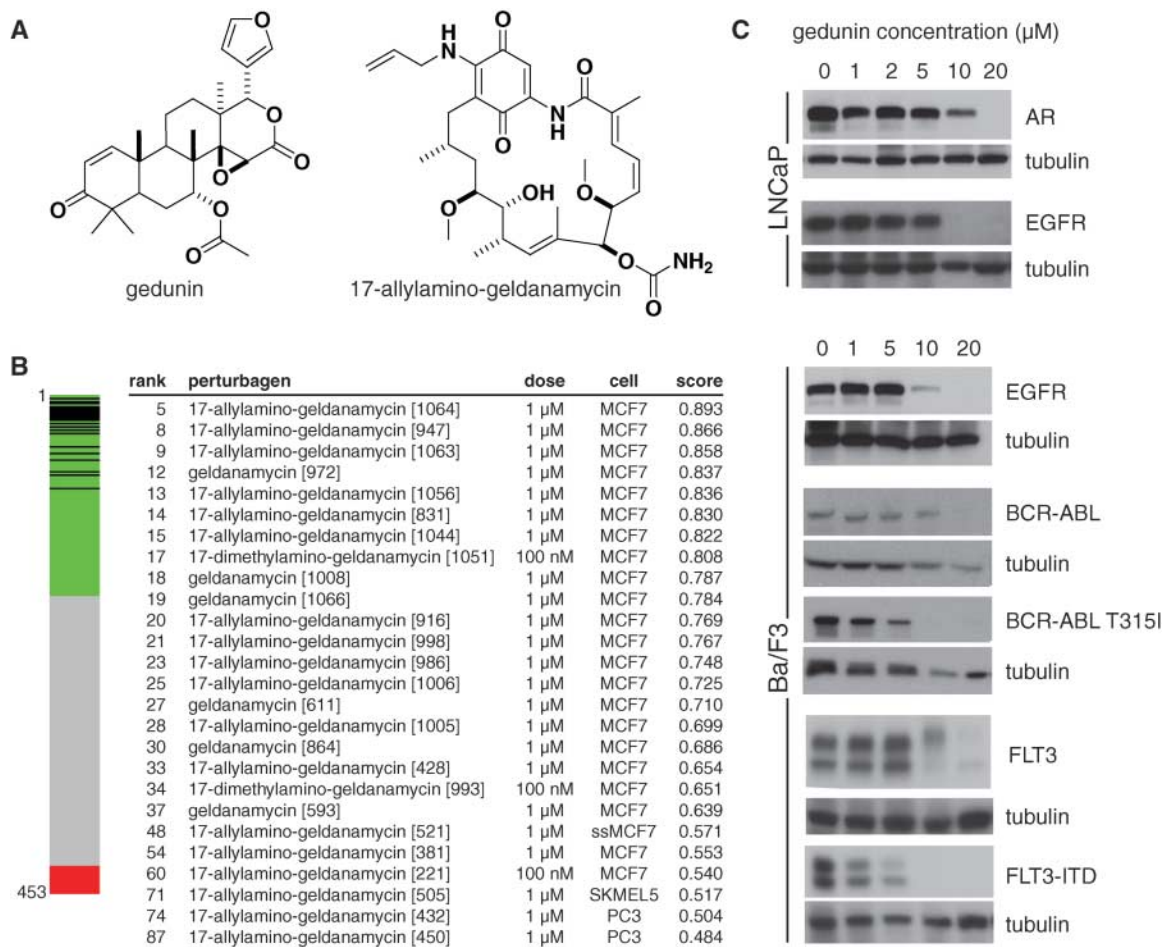 A
O
O
O
O
O
O
O
gedunin
O
H
N
O
N
H
O
O
OH
O
O
O
NH2
O
17-allylamino-geldanamycin
B
1
453
rank perturbagen dose cell score
5 17-allylamino-geldanamycin [1064] 1 µM MCF7 0.893
8 17-allylamino-geldanamycin [947] 1 µM MCF7 0.866
9 17-allylamino-geldanamycin [1063] 1 µM MCF7 0.858
12 geldanamycin [972] 1 µM MCF7 0.837
13 17-allylamino-geldanamycin [1056] 1 µM MCF7 0.836
14 17-allylamino-geldanamycin [831] 1 µM MCF7 0.830
15 17-allylamino-geldanamycin [1044] 1 µM MCF7 0.822
17 17-dimethylamino-geldanamycin [1051] 100 nM MCF7 0.808
18 geldanamycin [1008] 1 µM MCF7 0.787
19 geldanamycin [1066] 1 µM MCF7 0.784
20 17-allylamino-geldanamycin [916] 1 µM MCF7 0.769
21 17-allylamino-geldanamycin [998] 1 µM MCF7 0.767
23 17-allylamino-geldanamycin [986] 1 µM MCF7 0.748
25 17-allylamino-geldanamycin [1006] 1 µM MCF7 0.725
27 geldanamycin [611] 1 µM MCF7 0.710
28 17-allylamino-geldanamycin [1005] 1 µM MCF7 0.699
30 geldanamycin [864] 1 µM MCF7 0.686
33 17-allylamino-geldanamycin [428] 1 µM MCF7 0.654
34 17-dimethylamino-geldanamycin [993] 100 nM MCF7 0.651
37 geldanamycin [593] 1 µM MCF7 0.639
48 17-allylamino-geldanamycin [521] 1 µM ssMCF7 0.571
54 17-allylamino-geldanamycin [381] 1 µM MCF7 0.553
60 17-allylamino-geldanamycin [221] 100 nM MCF7 0.540
71 17-allylamino-geldanamycin [505] 1 µM SKMEL5 0.517
74 17-allylamino-geldanamycin [432] 1 µM PC3 0.504
87 17-allylamino-geldanamycin [450] 1 µM PC3 0.484
C
gedunin concentration (µM)
0 1 2 5 10 20
LNCaP
AR
tubulin
EGFR
tubulin
0 1 5 10 20
Ba/F3
EGFR
tubulin
BCR-ABL
tubulin
BCR-ABL T315I
tubulin
FLT3
tubulin
FLT3-ITD
tubulin